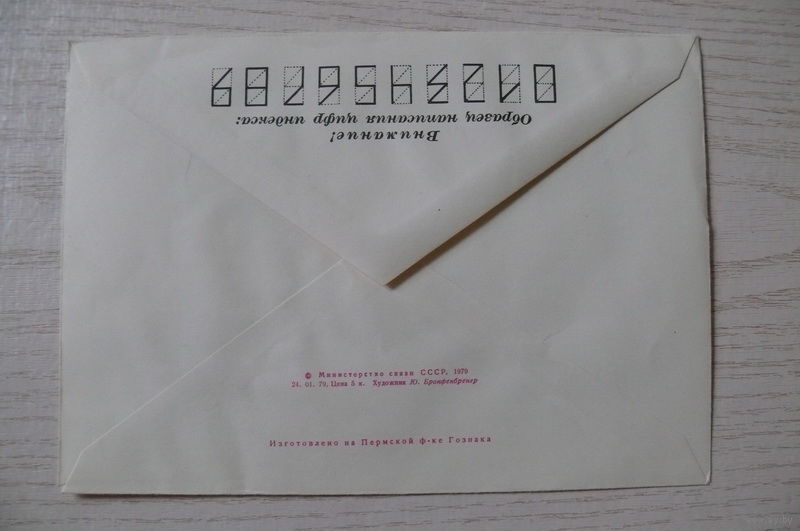 Внимание!
Образец написания цифр индекса:
0123456789
© Министерство связи СССР, 1979
24. 01. 79. Цена 5 к. Художник Ю. Бронфенбренер
Изготовлено на Пермской ф-ке Гознака